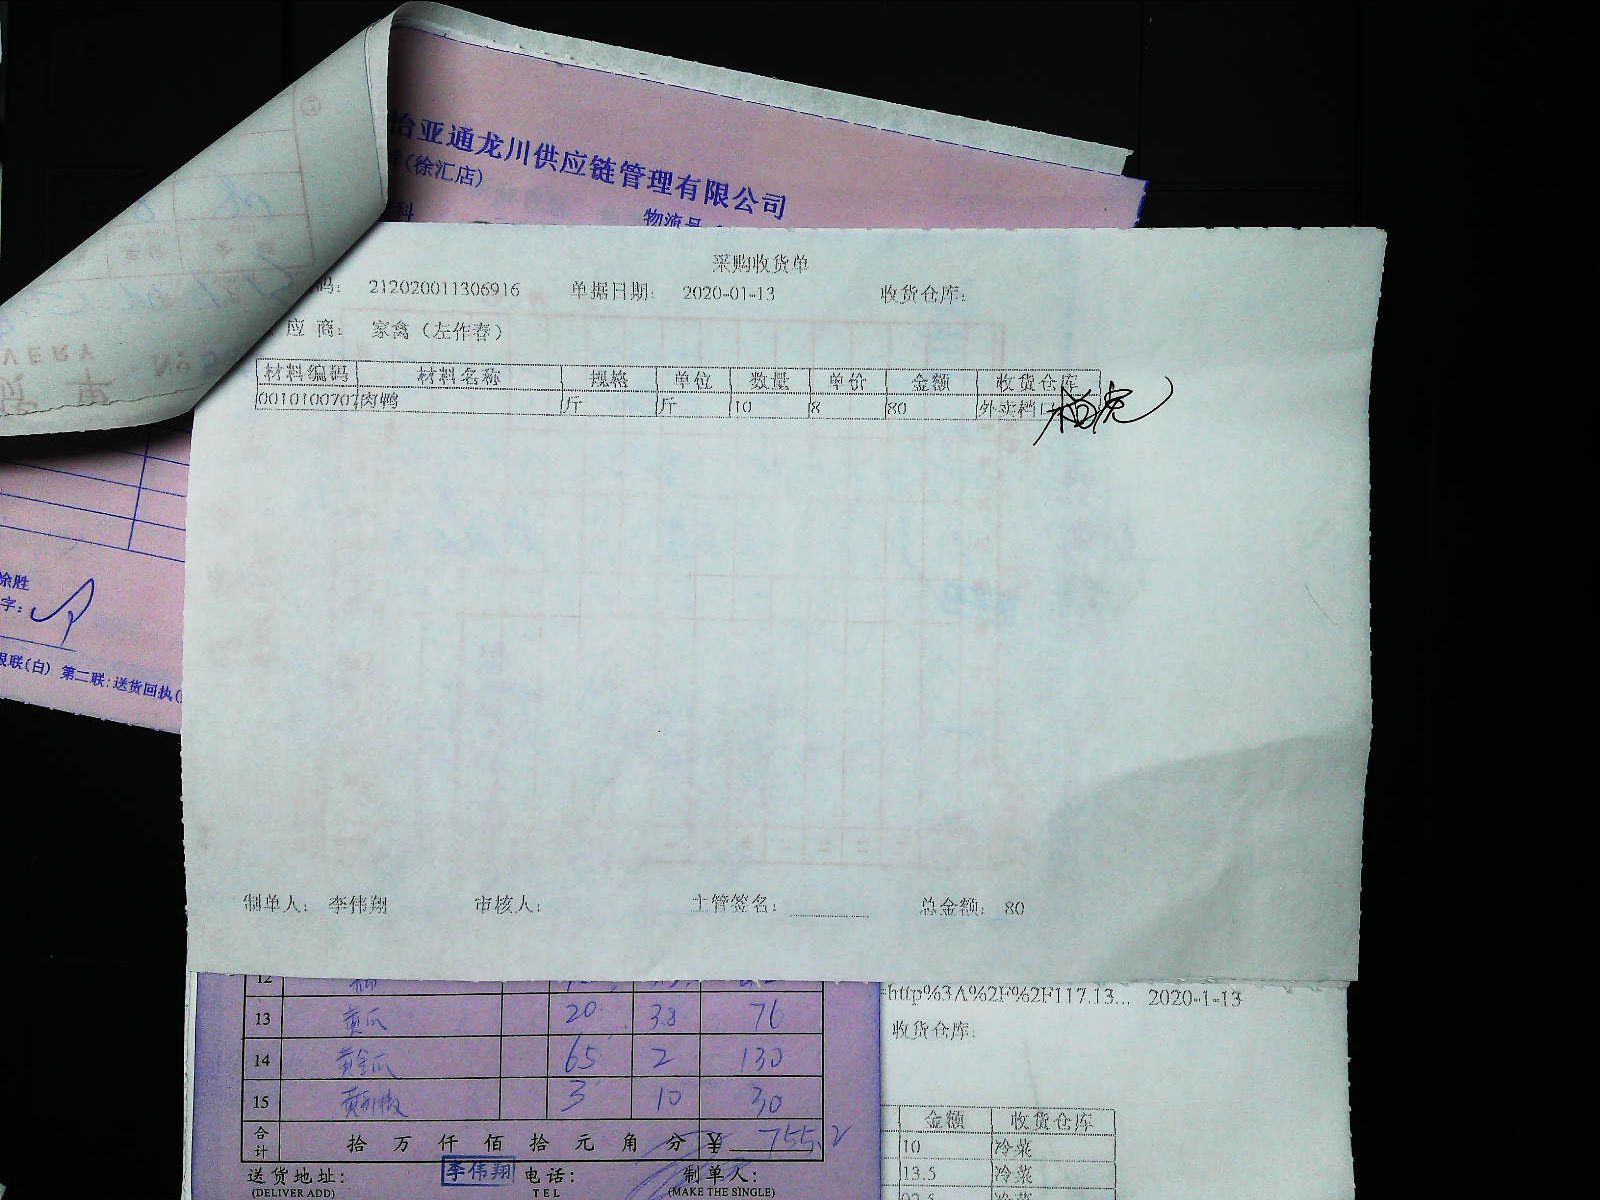 怡亚通龙川供应链管理有限公司
(徐汇店)
科
物流号
采购收货单
码： 212020011306916 单据日期： 2020-01-13 收货仓库：
应 商： 家禽（左作春）
材料编码 材料名称 规格 单位 数量 单价 金额 收货仓库
0010100707 肉鸭 斤 斤 10 8 80 外卖档口
涂胜
字：
根联(白) 第二联:送货回执(
制单人： 李伟翔 审核人： 主管签名： 总金额： 80
12
=http%3A%2F%2F117.13... 2020-1-13
收货仓库：
13 黄瓜 20 3.8 76
14 黄金瓜 65 2 130
15 3 10 30
合计 拾 万 仟 佰 拾 元 角 分 ¥ 755.2
金额 收货仓库
10 冷菜
13.5 冷菜
送货地址： 李伟翔 电话： 制单人：
(DELIVER ADD) TEL (MAKE THE SINGLE)